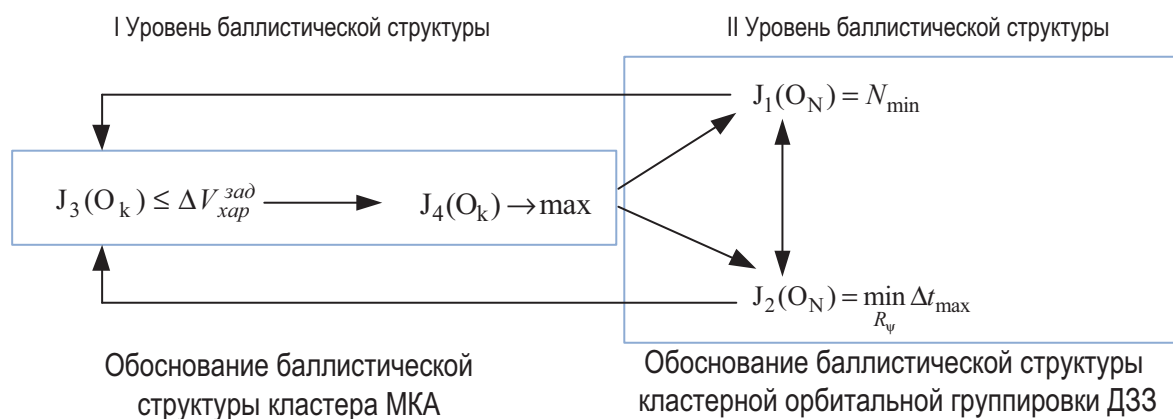 I Уровень баллистической структуры
II Уровень баллистической структуры
J₁(O_N) = N_min
J₃(O_k) ≤ ΔV_хар^зад
J₄(O_k) → max
J₂(O_N) = min_{R_ψ} Δt_max
Обоснование баллистической
структуры кластера МКА
Обоснование баллистической структуры
кластерной орбитальной группировки ДЗЗ